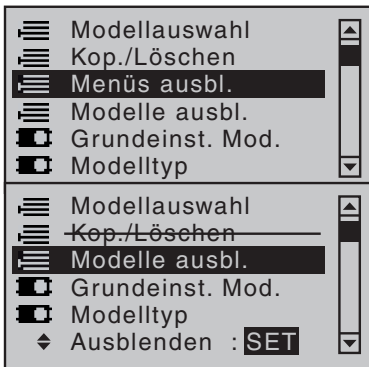 Modellauswahl
Kop./Löschen
Menüs ausbl.
Modelle ausbl.
Grundeinst. Mod.
Modelltyp
Modellauswahl
Kop./Löschen
Modelle ausbl.
Grundeinst. Mod.
Modelltyp
Ausblenden : SET